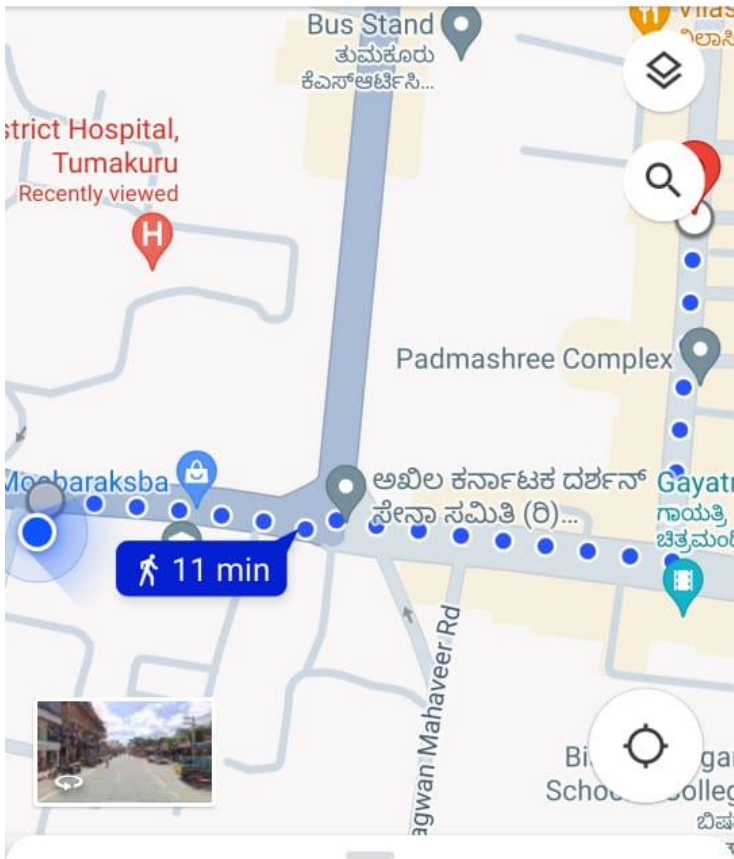 Bus Stand
ತುಮಕೂರು
ಕೆಎಸ್ಆರ್ಟಿಸಿ...
strict Hospital,
Tumakuru
Recently viewed
H
Padmashree Complex
Moobaraksba
ಅಖಿಲ ಕರ್ನಾಟಕ ದರ್ಶನ್
ಸೇನಾ ಸಮಿತಿ (ರಿ)...
Gayatr
ಗಾಯತ್ರಿ
ಚಿತ್ರಮಂದಿ
11 min
agwan Mahaveer Rd